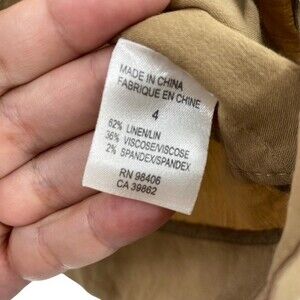 MADE IN CHINA
FABRIQUE EN CHINE
4
62% LINEN/LIN
36% VISCOSE/VISCOSE
2% SPANDEX/SPANDEX
RN 98406
CA 39862